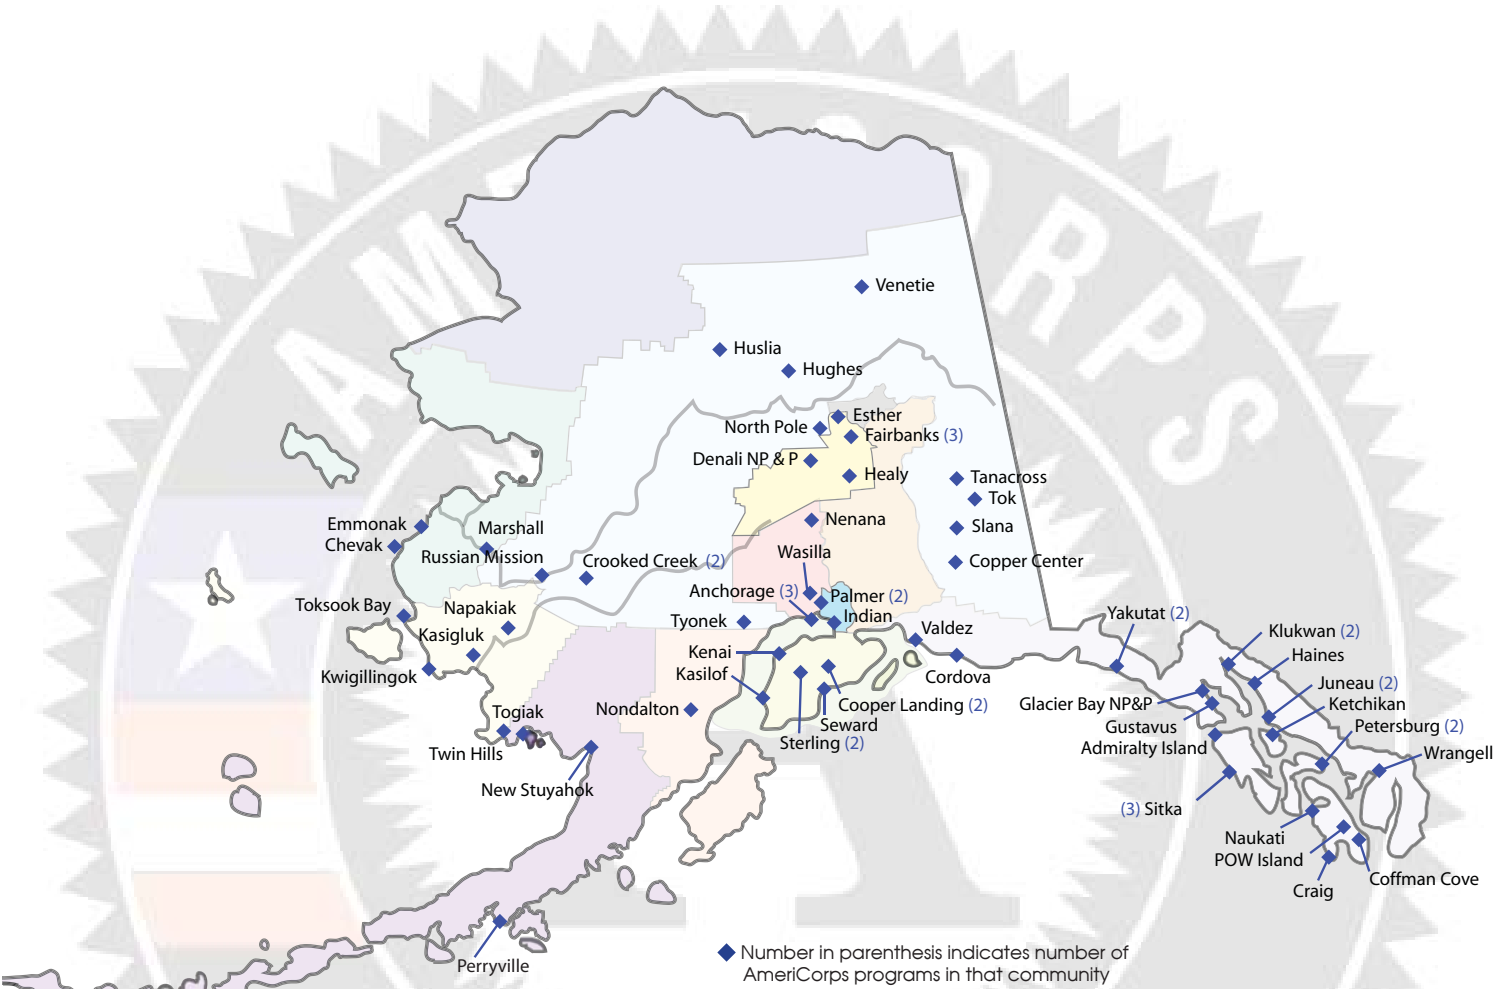 AMERICORPS
Venetie
Huslia
Hughes
Esther
North Pole
Fairbanks (3)
Denali NP & P
Healy
Tanacross
Tok
Nenana
Slana
Emmonak
Marshall
Chevak
Russian Mission
Wasilla
Crooked Creek (2)
Copper Center
Anchorage (3)
Palmer (2)
Toksook Bay
Napakiak
Indian
Yakutat (2)
Tyonek
Valdez
Klukwan (2)
Kasigluk
Kenai
Haines
Kasilof
Kwigillingok
Cordova
Juneau (2)
Glacier Bay NP&P
Ketchikan
Cooper Landing (2)
Nondalton
Togiak
Seward
Gustavus
Petersburg (2)
Sterling (2)
Admiralty Island
Twin Hills
Wrangell
New Stuyahok
(3) Sitka
Naukati
POW Island
Coffman Cove
Craig
Perryville
Number in parenthesis indicates number of
AmeriCorps programs in that community
A